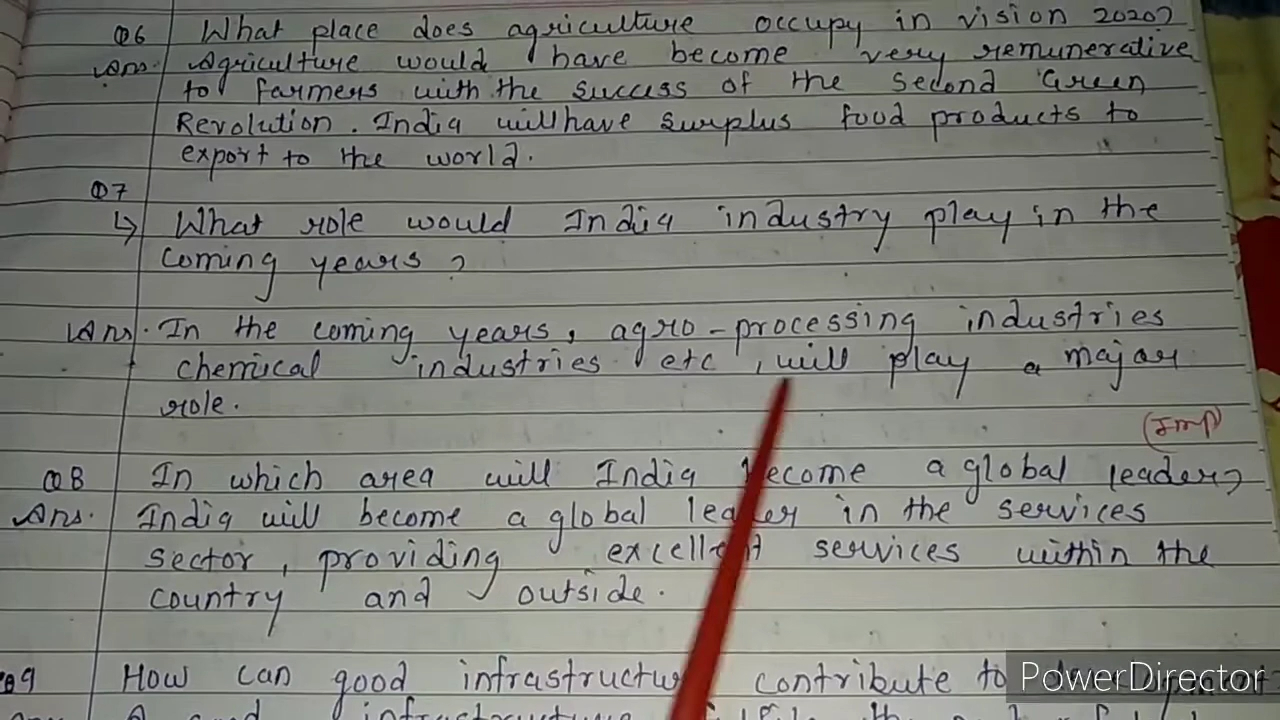 Q6 What place does agriculture occupy in vision 2020?
Ans. Agriculture would have become very remunerative
to farmers with the success of the second Green
Revolution. India will have surplus food products to
export to the world.
Q7
↳ What role would India industry play in the
coming years?
Ans. In the coming years, agro-processing industries
chemical industries etc, will play a major
role.
(Imp)
Q8 In which area will India become a global leader?
Ans. India will become a global leader in the services
sector, providing excellent services within the
country and outside.
Q9 How can good infrastructure contribute to
PowerDirector